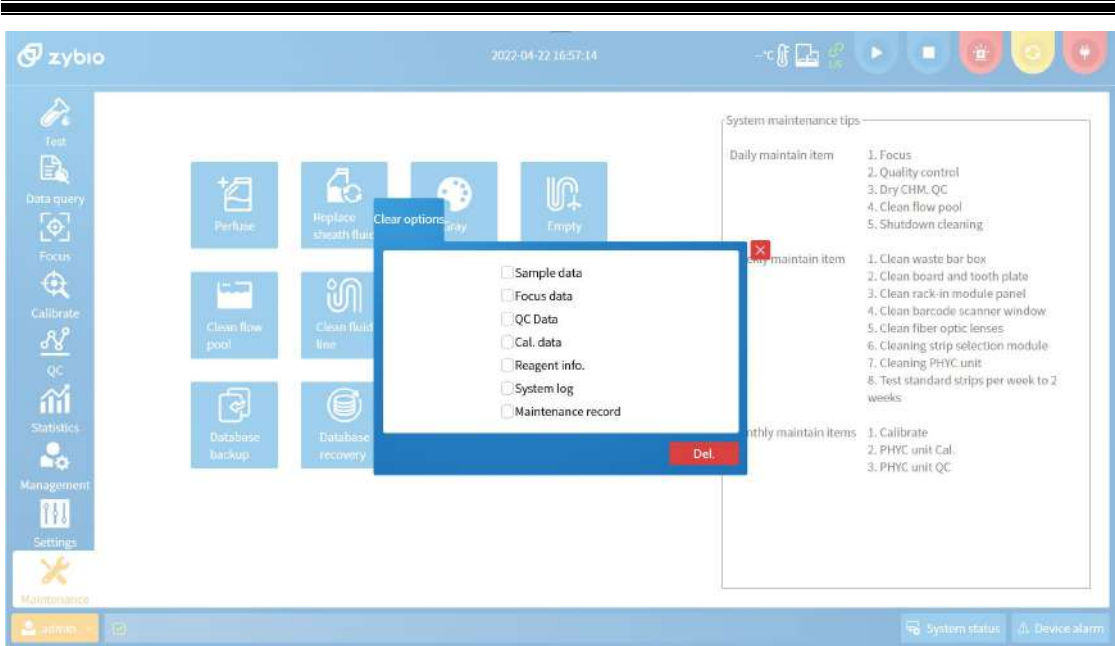 zybio
2022-04-22 16:57:14
--℃
US
Test
Data query
Focus
Calibrate
QC
Statistics
Management
Settings
Maintenance
Perfuse
Replace
sheath fluid
Gray
Empty
Clean flow
pool
Clean fluid
line
Database
backup
Database
recovery
Clear options
Sample data
Focus data
QC Data
Cal. data
Reagent info.
System log
Maintenance record
Del.
System maintenance tips
Daily maintain item
1. Focus
2. Quality control
3. Dry CHM. QC
4. Clean flow pool
5. Shutdown cleaning
ekly maintain item
1. Clean waste bar box
2. Clean board and tooth plate
3. Clean rack-in module panel
4. Clean barcode scanner window
5. Clean fiber optic lenses
6. Cleaning strip selection module
7. Cleaning PHYC unit
8. Test standard strips per week to 2
weeks
nthly maintain items
1. Calibrate
2. PHYC unit Cal.
3. PHYC unit QC
admin
System status
Device alarm